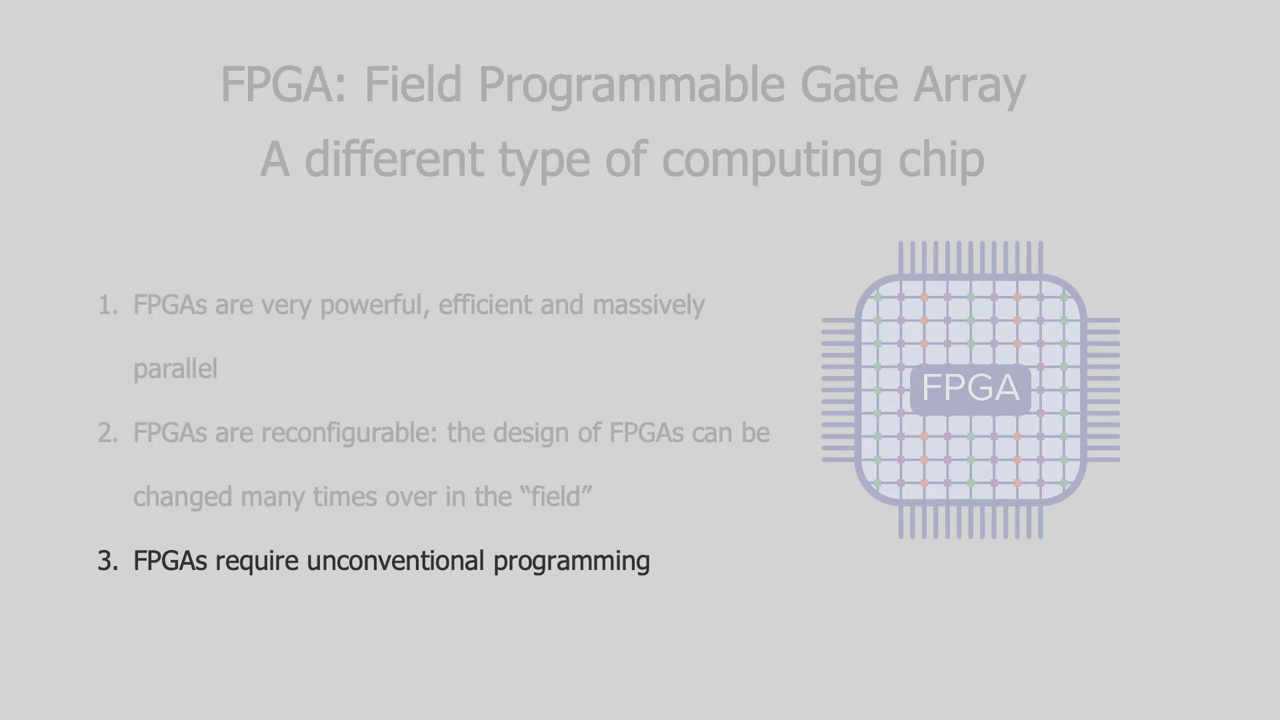 FPGA: Field Programmable Gate Array
A different type of computing chip
1. FPGAs are very powerful, efficient and massively
parallel
2. FPGAs are reconfigurable: the design of FPGAs can be
changed many times over in the “field”
3. FPGAs require unconventional programming
FPGA